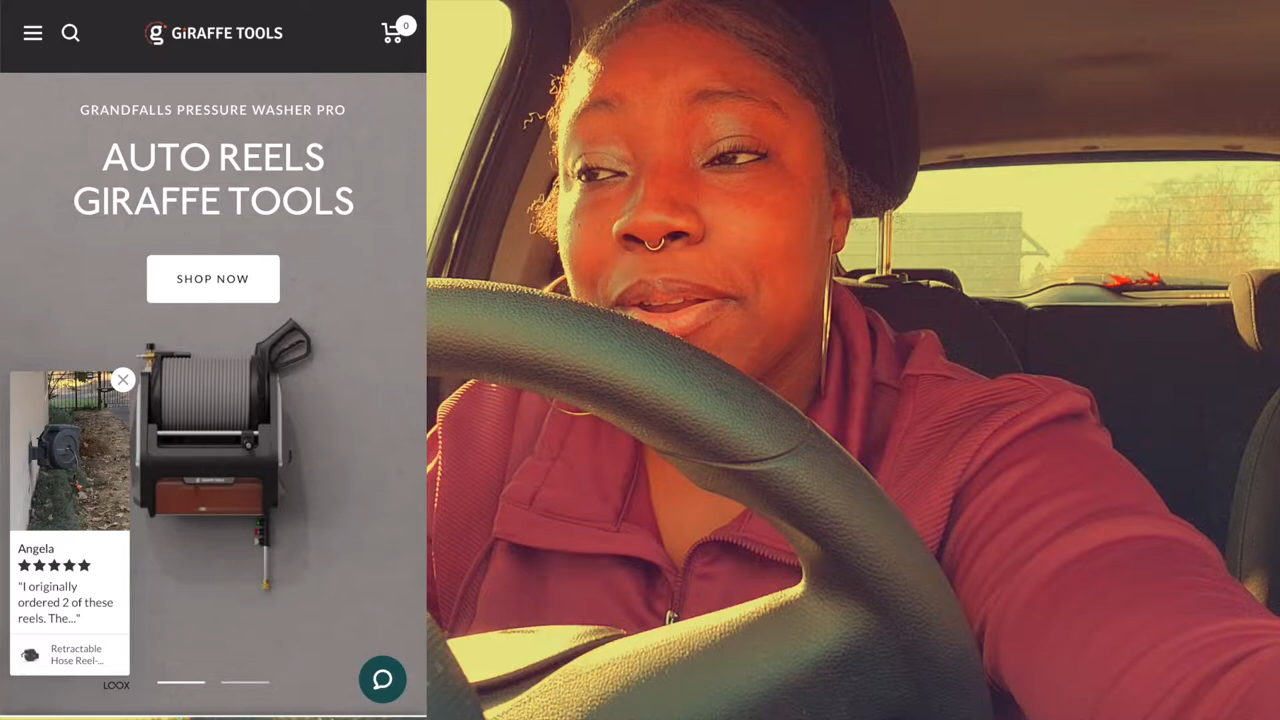 GiRAFFE TOOLS
0
GRANDFALLS PRESSURE WASHER PRO
AUTO REELS
GIRAFFE TOOLS
SHOP NOW
Angela
"I originally
ordered 2 of these
reels. The..."
Retractable
Hose Reel-...
LOOX